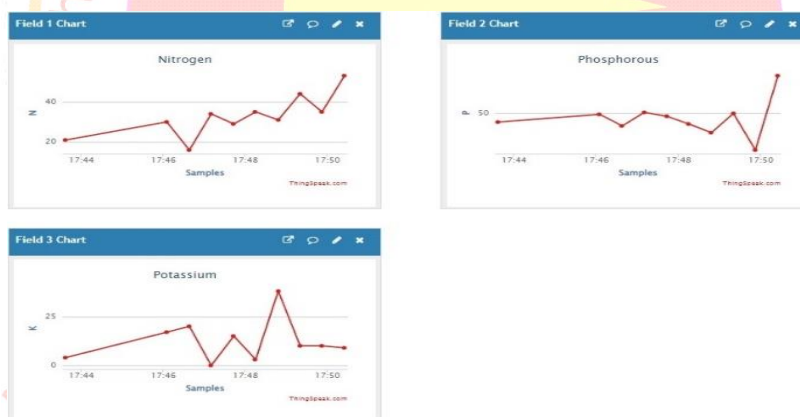 Field 1 Chart
Nitrogen
N
40
20
17:44 17:46 17:48 17:50
Samples
ThingSpeak.com
Field 2 Chart
Phosphorous
P
50
17:44 17:46 17:48 17:50
Samples
ThingSpeak.com
Field 3 Chart
Potassium
K
25
0
17:44 17:46 17:48 17:50
Samples
ThingSpeak.com